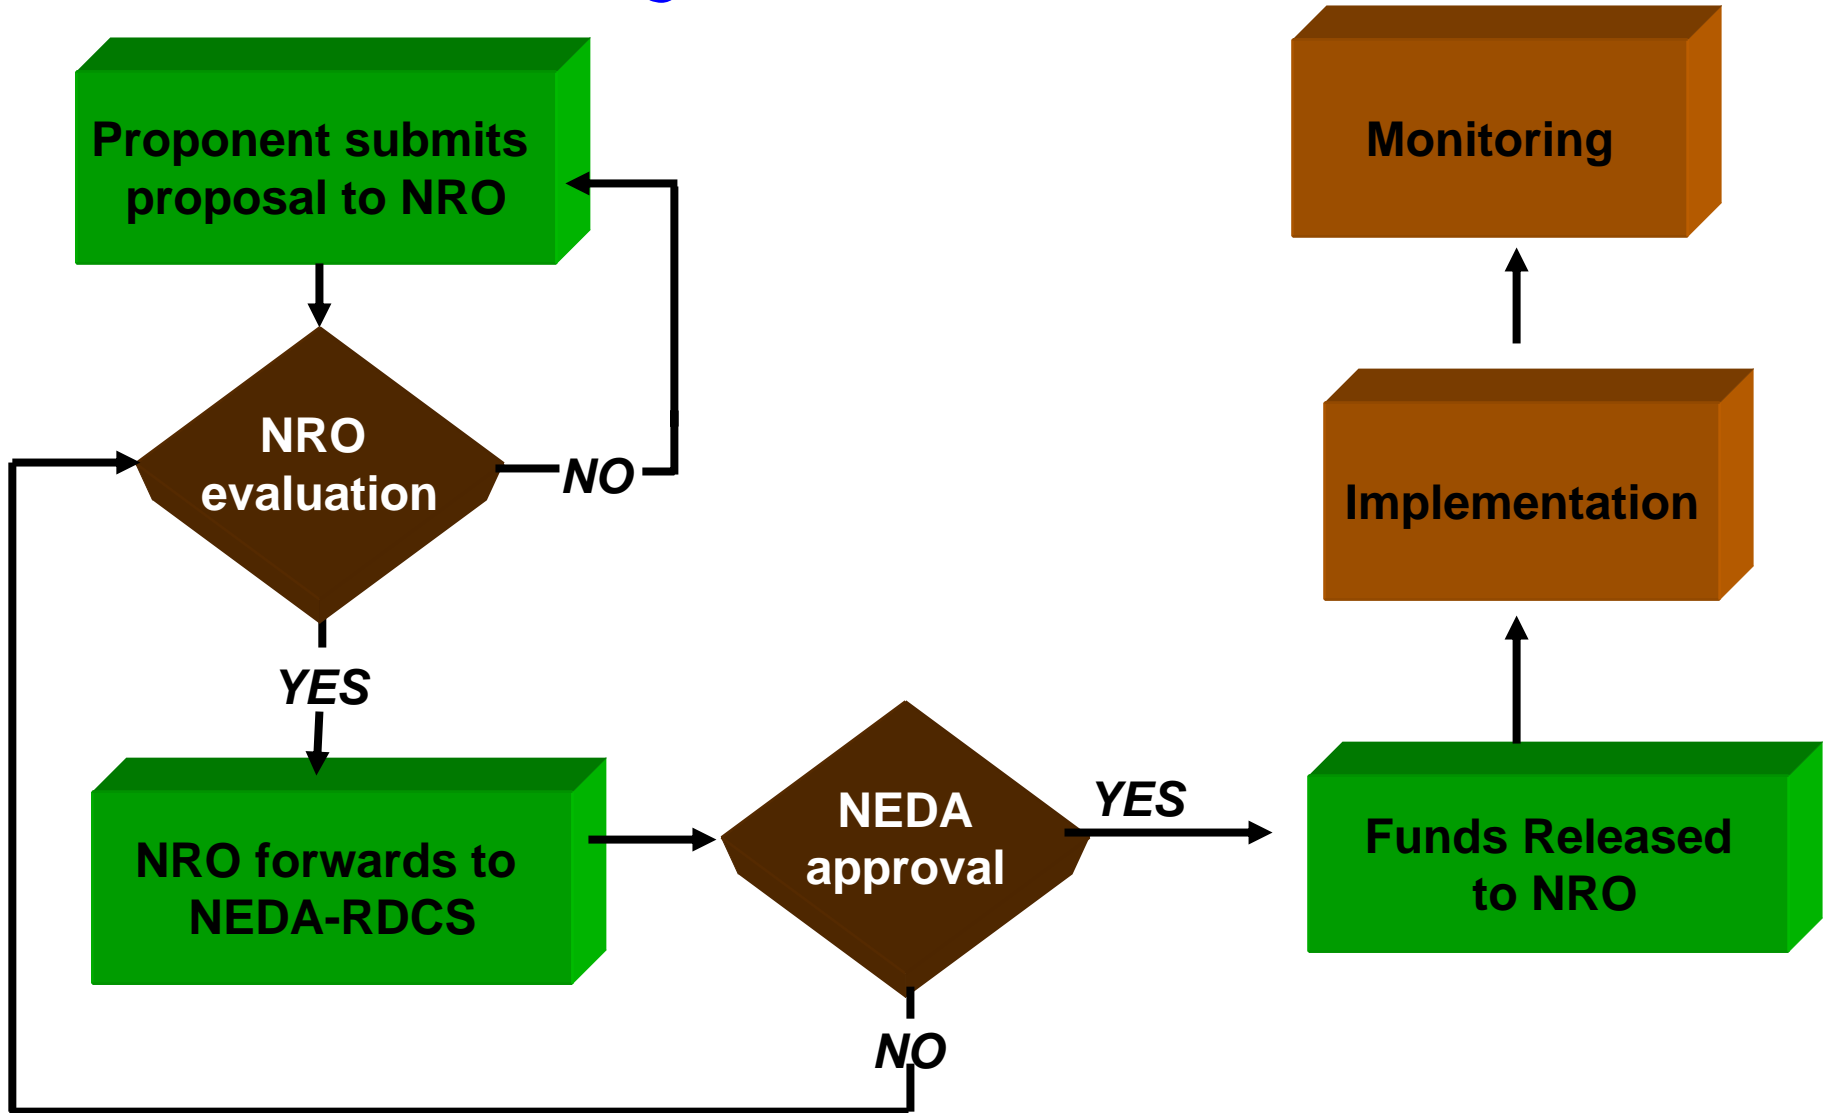 Proponent submits
proposal to NRO
NRO
evaluation
NO
YES
NRO forwards to
NEDA-RDCS
NEDA
approval
YES
NO
Funds Released
to NRO
Implementation
Monitoring